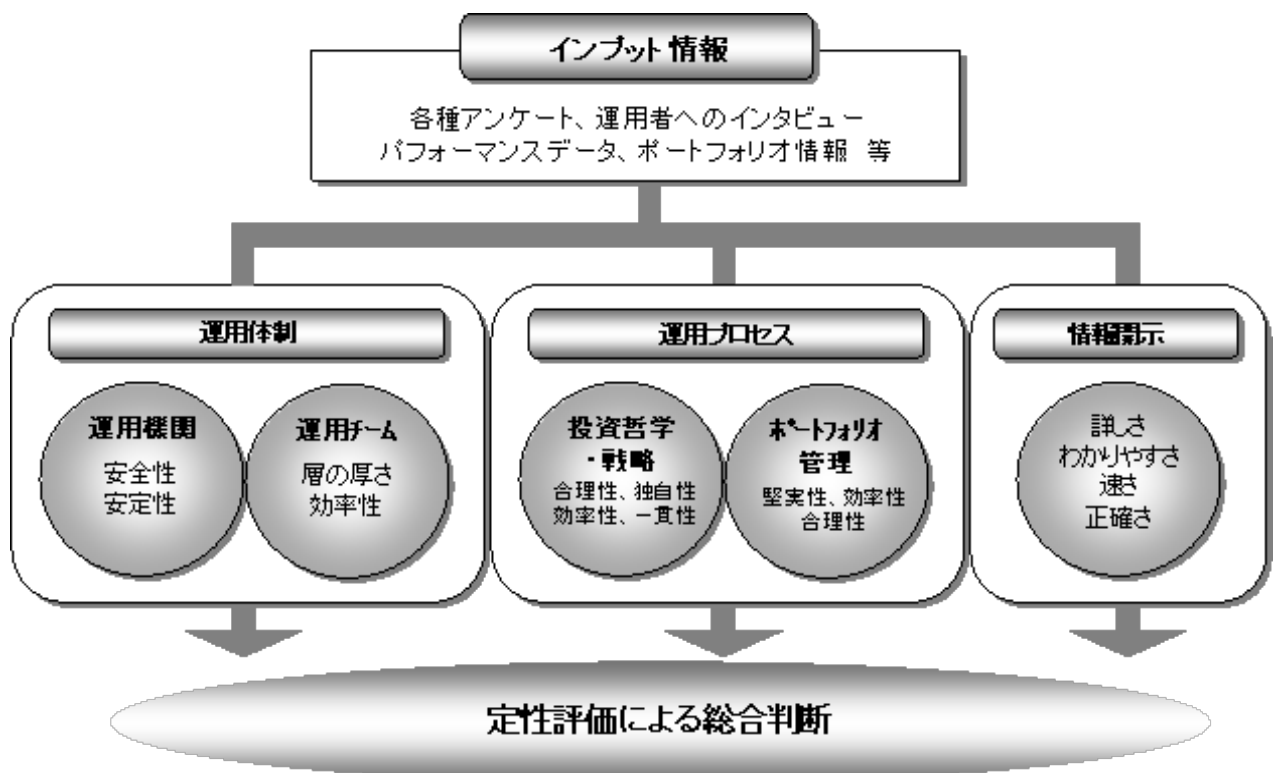 インプット情報
各種アンケート、運用者へのインタビュー
パフォーマンスデータ、ポートフォリオ情報 等
運用体制
運用機関
安全性
安定性
運用チーム
層の厚さ
効率性
運用プロセス
投資哲学
・戦略
合理性、独自性
効率性、一貫性
ポートフォリオ
管理
堅実性、効率性
合理性
情報開示
詳しさ
わかりやすさ
速さ
正確さ
定性評価による総合判断